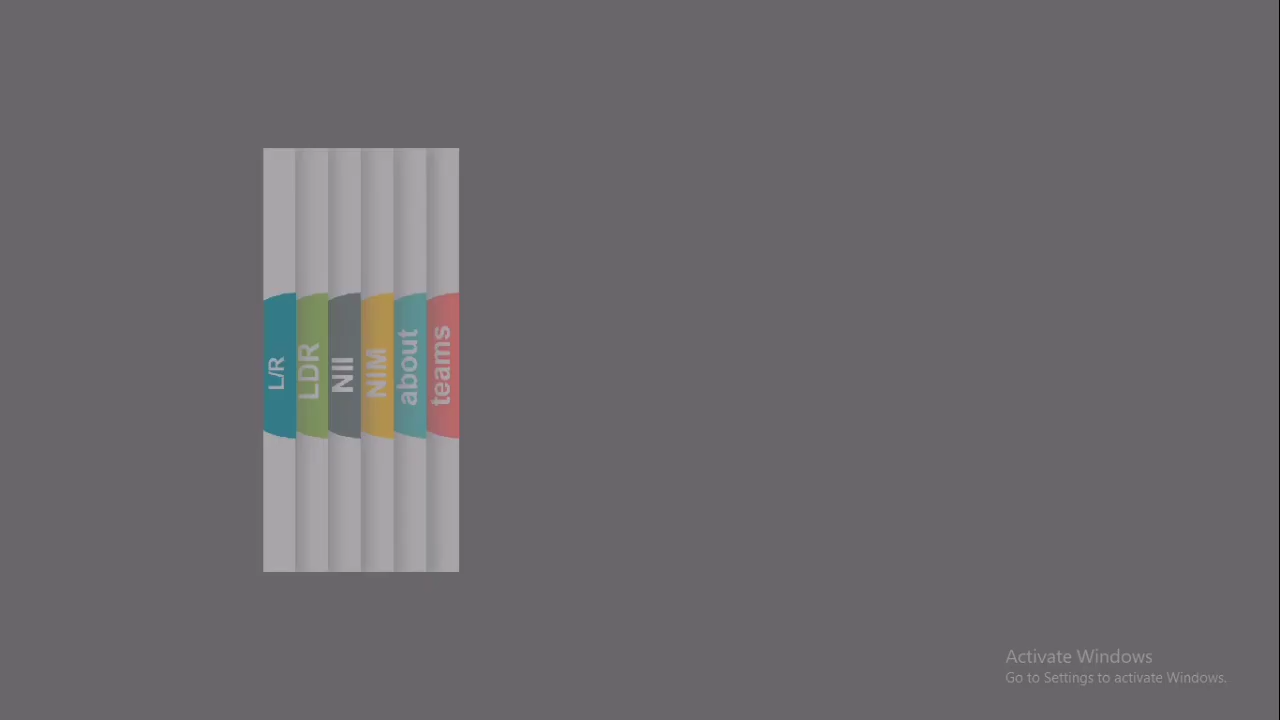 L/R
LDR
NII
NIM
about
teams
Activate Windows
Go to Settings to activate Windows.